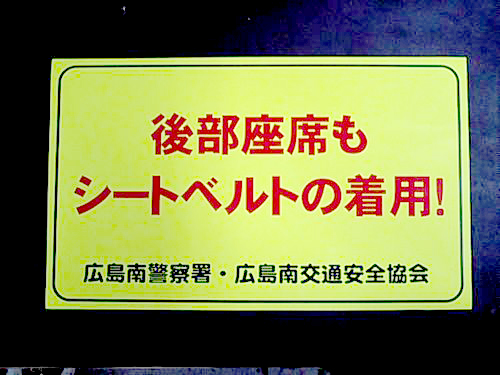 後部座席も
シートベルトの着用!
広島南警察署・広島南交通安全協会